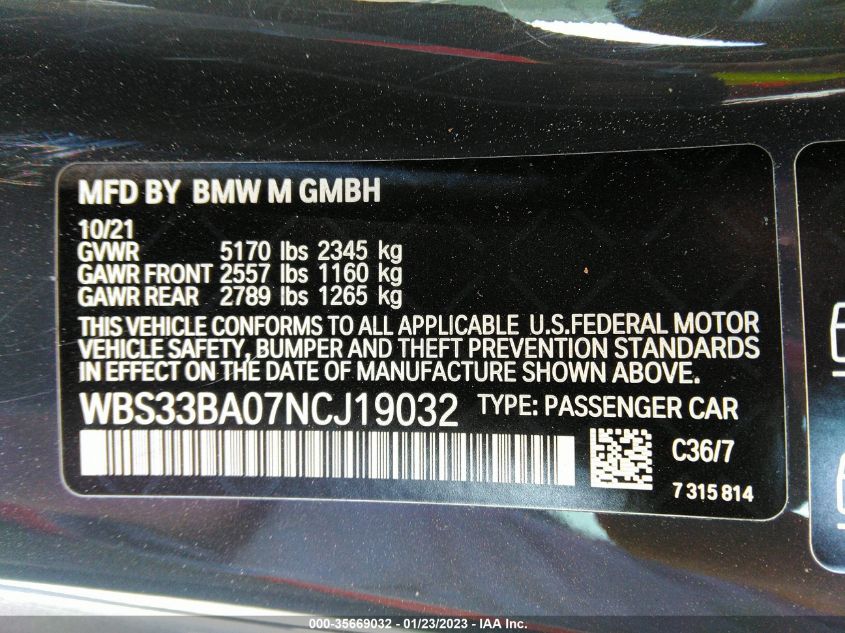 MFD BY BMW M GMBH
10/21
GVWR 5170 lbs 2345 kg
GAWR FRONT 2557 lbs 1160 kg
GAWR REAR 2789 lbs 1265 kg
THIS VEHICLE CONFORMS TO ALL APPLICABLE U.S.FEDERAL MOTOR
VEHICLE SAFETY, BUMPER AND THEFT PREVENTION STANDARDS
IN EFFECT ON THE DATE OF MANUFACTURE SHOWN ABOVE.
WBS33BA07NCJ19032 TYPE: PASSENGER CAR
C36/7
7 315 814
000-35669032 - 01/23/2023 - IAA Inc.